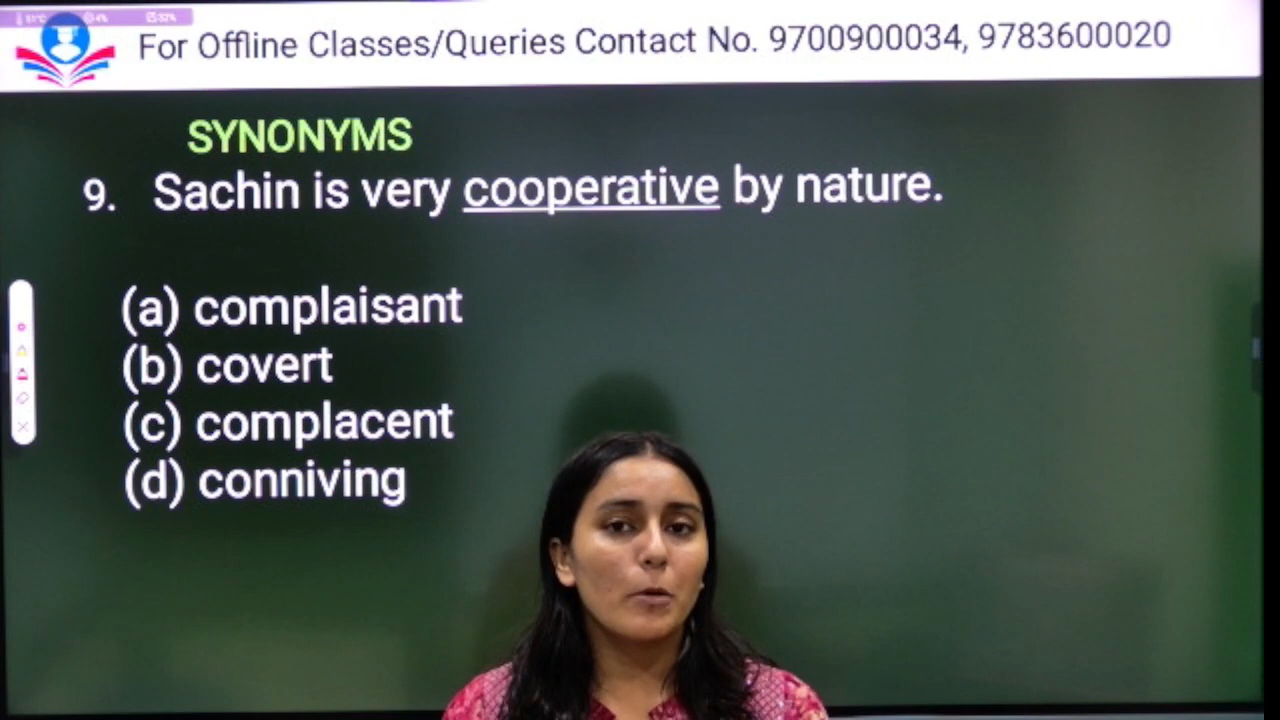 For Offline Classes/Queries Contact No. 9700900034, 9783600020
SYNONYMS
9. Sachin is very cooperative by nature.
(a) complaisant
(b) covert
(c) complacent
(d) conniving